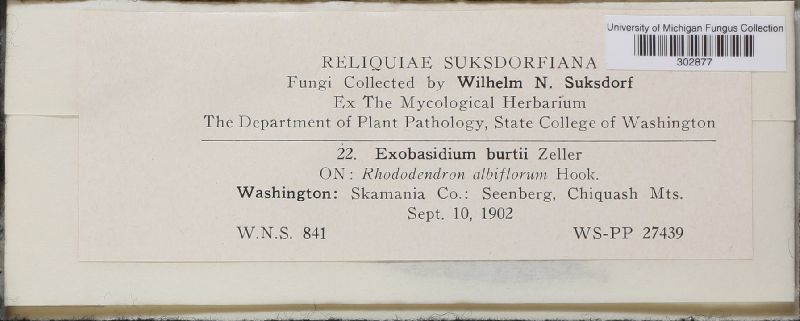 University of Michigan Fungus Collection
302877
RELIQUIAE SUKSDORFIANA
Fungi Collected by Wilhelm N. Suksdorf
Ex The Mycological Herbarium
The Department of Plant Pathology, State College of Washington
22. Exobasidium burtii Zeller
ON: Rhododendron albiflorum Hook.
Washington: Skamania Co.: Seenberg, Chiquash Mts.
Sept. 10, 1902
W.N.S. 841 WS-PP 27439